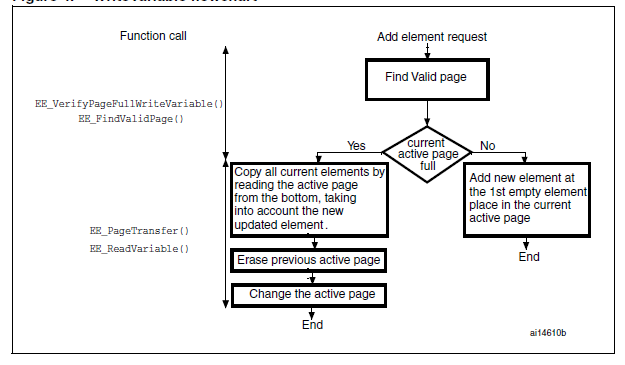 Function call
Add element request
Find Valid page
EE_VerifyPageFullWriteVariable()
EE_FindValidPage()
Yes
current
active page
full
No
Copy all current elements by
reading the active page
from the bottom, taking
into account the new
updated element.
Add new element at
the 1st empty element
place in the current
active page
EE_PageTransfer()
EE_ReadVariable()
Erase previous active page
End
Change the active page
End
ai14610b